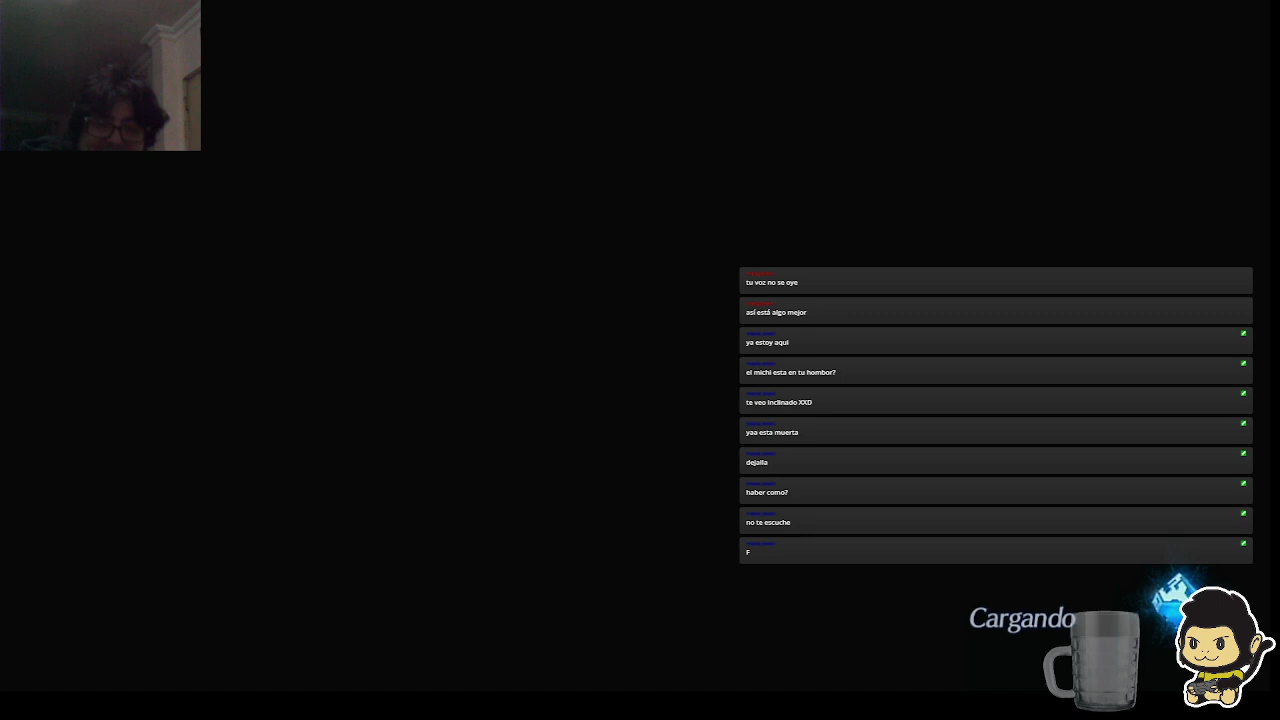 tu voz no se oye
así está algo mejor
ya estoy aqui
el michi esta en tu hombor?
te veo inclinado XXD
yaa esta muerta
dejalla
haber como?
no te escuche
F
Cargando